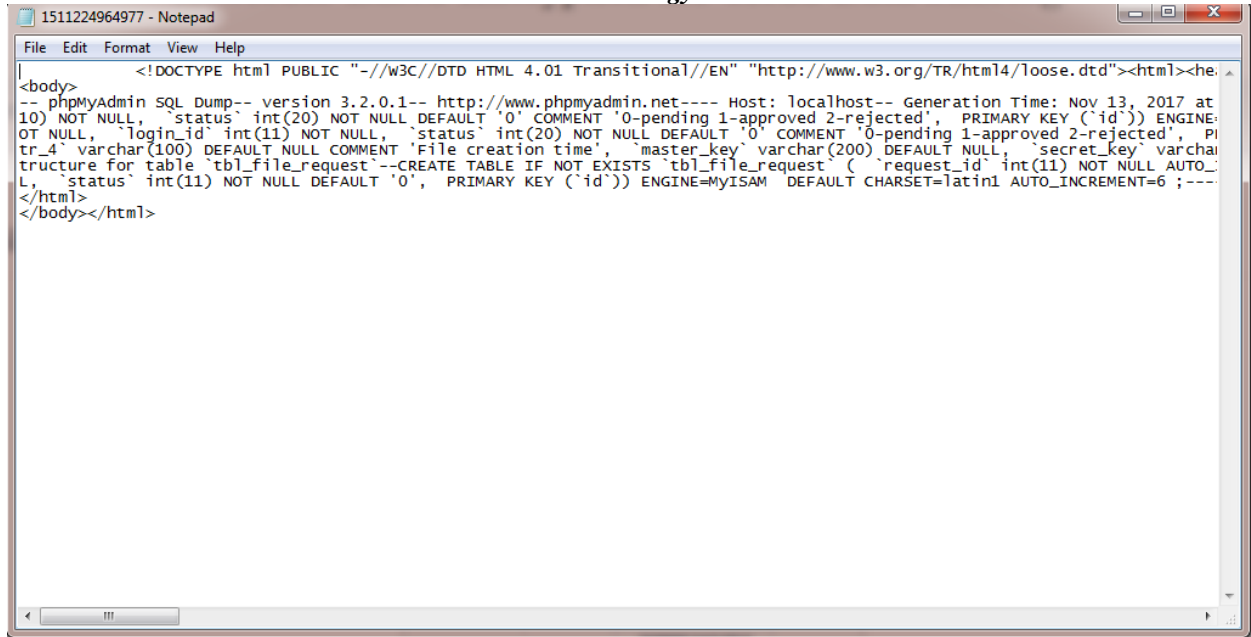 gy
1511224964977 - Notepad
File Edit Format View Help
<!DOCTYPE html PUBLIC "-//W3C//DTD HTML 4.01 Transitional//EN" "http://www.w3.org/TR/html4/loose.dtd"><html><he
<body>
-- phpMyAdmin SQL Dump-- version 3.2.0.1-- http://www.phpmyadmin.net---- Host: localhost-- Generation Time: Nov 13, 2017 at
10) NOT NULL, `status` int(20) NOT NULL DEFAULT '0' COMMENT '0-pending 1-approved 2-rejected', PRIMARY KEY (`id`)) ENGINE=
OT NULL, `login_id` int(11) NOT NULL, `status` int(20) NOT NULL DEFAULT '0' COMMENT '0-pending 1-approved 2-rejected', P
tr_4` varchar(100) DEFAULT NULL COMMENT 'File creation time', `master_key` varchar(200) DEFAULT NULL, `secret_key` varcha
tructure for table `tbl_file_request`--CREATE TABLE IF NOT EXISTS `tbl_file_request` ( `request_id` int(11) NOT NULL AUTO_
L, `status` int(11) NOT NULL DEFAULT '0', PRIMARY KEY (`id`)) ENGINE=MyISAM DEFAULT CHARSET=latin1 AUTO_INCREMENT=6 ;----
</html>
</body></html>